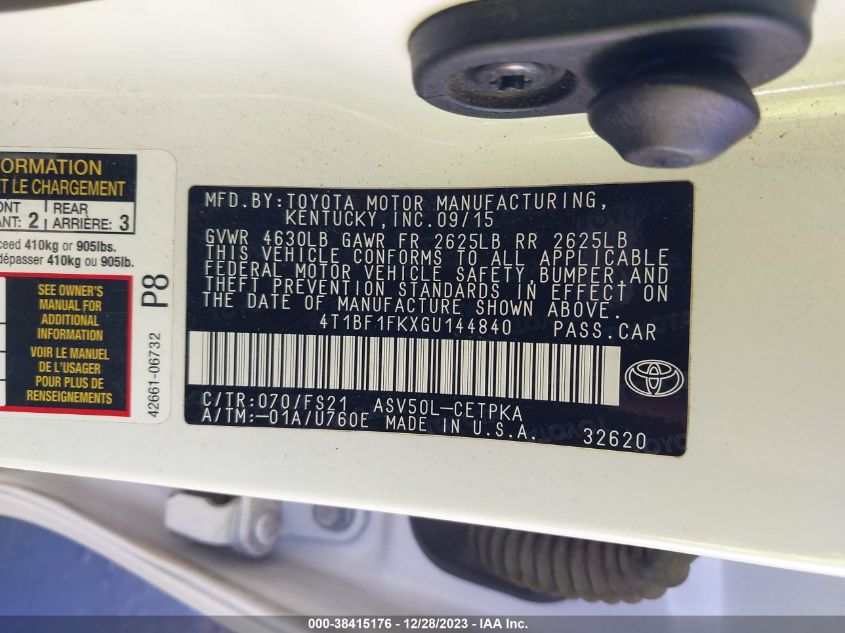 ORMATION
ET LE CHARGEMENT
ONT
ANT: 2
REAR
ARRIÈRE: 3
ceed 410kg or 905lbs.
dépasser 410kg ou 905lb.
SEE OWNER'S
MANUAL FOR
ADDITIONAL
INFORMATION
VOIR LE MANUEL
DE L'USAGER
POUR PLUS DE
RENSEIGNEMENTS
P8
42661-06732
MFD.BY:TOYOTA MOTOR MANUFACTURING,
KENTUCKY,INC.09/15
GVWR 4630LB GAWR FR 2625LB RR 2625LB
THIS VEHICLE CONFORMS TO ALL APPLICABLE
FEDERAL MOTOR VEHICLE SAFETY,BUMPER,AND
THEFT PREVENTION STANDARDS IN EFFECT ON
THE DATE OF MANUFACTURE SHOWN ABOVE.
4T1BF1FKXGU144840 PASS.CAR
C/TR:070/FS21 ASV50L-CETPKA
A/TM:-01A/U760E MADE IN U.S.A. 32620
000-38415176 - 12/28/2023 - IAA Inc.